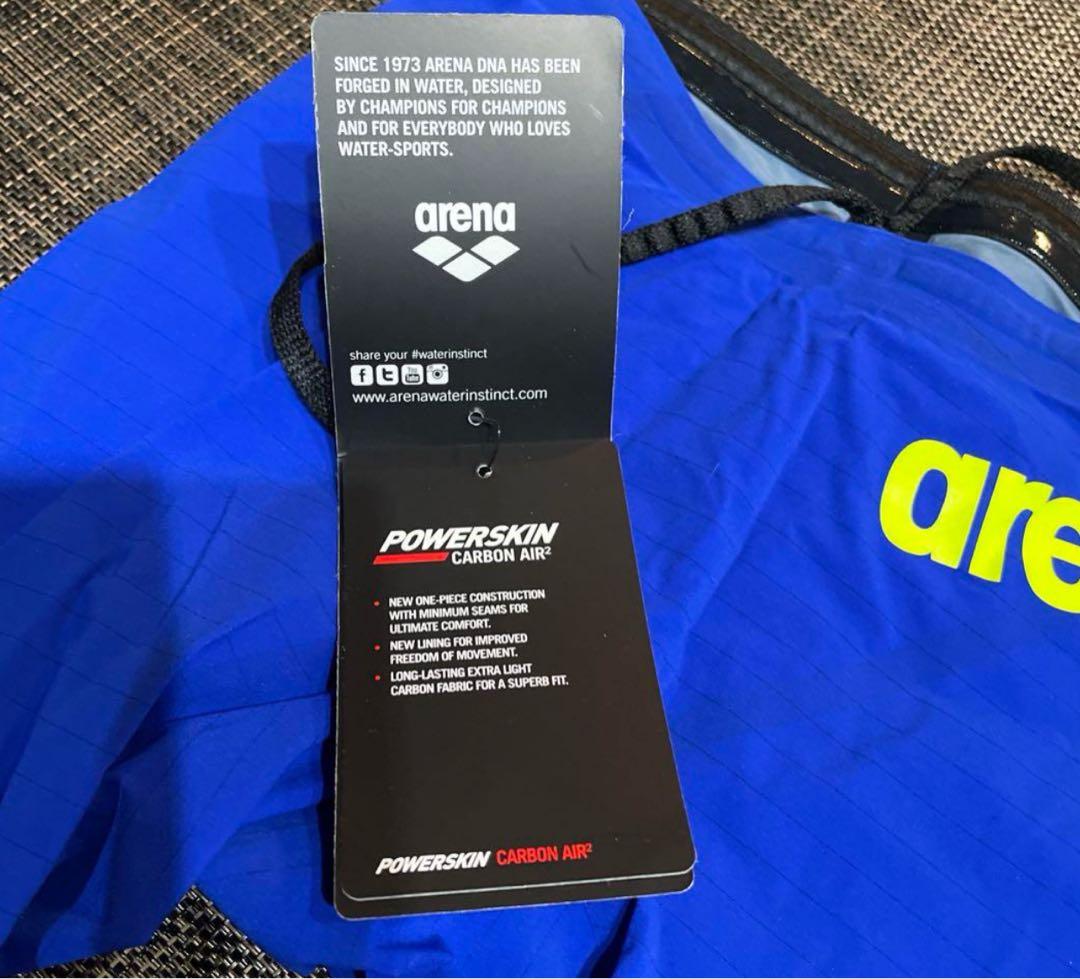 SINCE 1973 ARENA DNA HAS BEEN
FORGED IN WATER, DESIGNED
BY CHAMPIONS FOR CHAMPIONS
AND FOR EVERYBODY WHO LOVES
WATER-SPORTS.
arena
share your #waterinstinct
f t You Tube
www.arenawaterinstinct.com
POWERSKIN
CARBON AIR²
• NEW ONE-PIECE CONSTRUCTION
WITH MINIMUM SEAMS FOR
ULTIMATE COMFORT.
• NEW LINING FOR IMPROVED
FREEDOM OF MOVEMENT.
• LONG-LASTING EXTRA LIGHT
CARBON FABRIC FOR A SUPERB FIT.
POWERSKIN CARBON AIR²
are